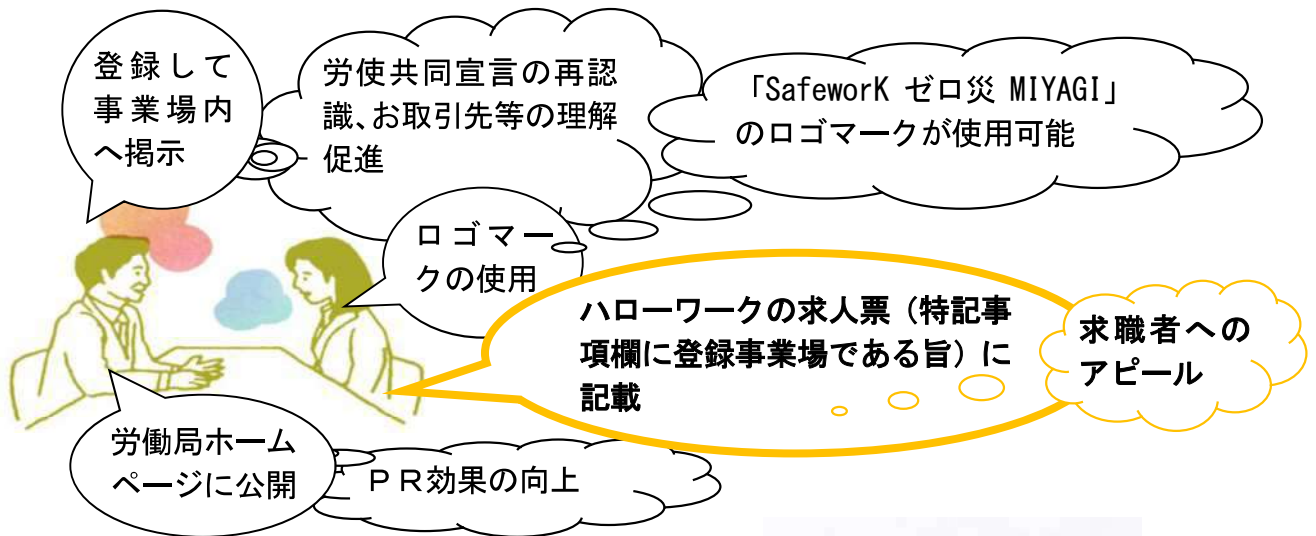 登録して
事業場内
へ掲示
労使共同宣言の再認
識、お取引先等の理解
促進
「SafeworK ゼロ災 MIYAGI」
のロゴマークが使用可能
ロゴマー
クの使用
ハローワークの求人票（特記事
項欄に登録事業場である旨）に
記載
求職者への
アピール
労働局ホーム
ページに公開
ＰＲ効果の向上